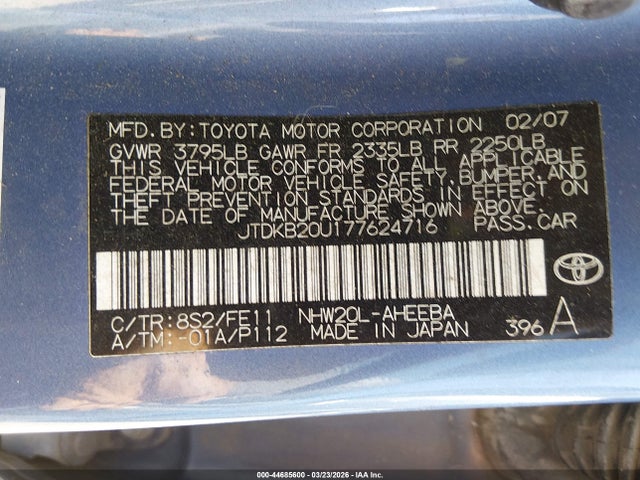 MFD. BY: TOYOTA MOTOR CORPORATION 02/07
GVWR 3795LB GAWR FR 2335LB RR 2250LB
THIS VEHICLE CONFORMS TO ALL APPLICABLE
FEDERAL MOTOR VEHICLE SAFETY, BUMPER, AND
THEFT PREVENTION STANDARDS IN EFFECT ON
THE DATE OF MANUFACTURE SHOWN ABOVE.
JTDKB20U177624716 PASS.CAR
C/TR:8S2/FE11 NHW20L-AHEEBA
A/TM:-01A/P112 MADE IN JAPAN 396 A
000-44685600 | 03/23/2026 | IAA Inc.